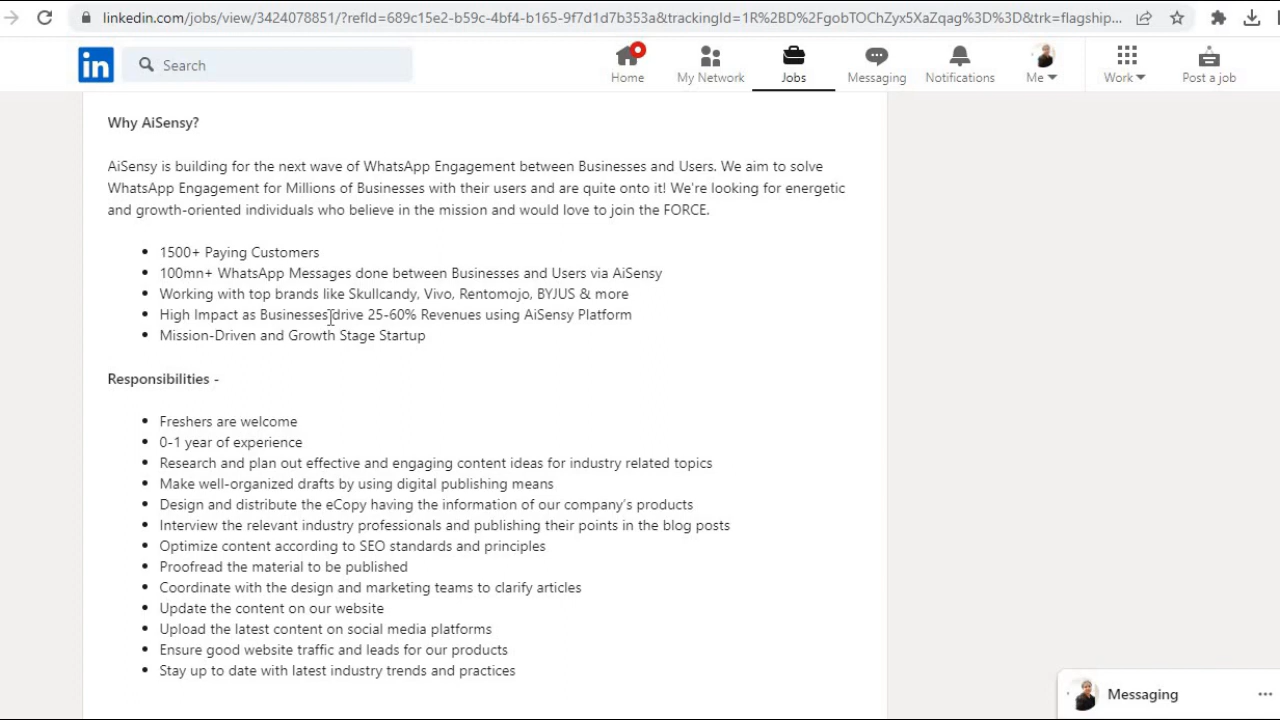 linkedin.com/jobs/view/3424078851/?refId=689c15e2-b59c-4bf4-b165-9f7d1d7b353a&trackingId=1R%2BD%2FgobTOChZyx5XaZqag%3D%3D&trk=flagship...
in
Search
Home
My Network
Jobs
Messaging
Notifications
Me
Work
Post a job
Why AiSensy?
AiSensy is building for the next wave of WhatsApp Engagement between Businesses and Users. We aim to solve
WhatsApp Engagement for Millions of Businesses with their users and are quite onto it! We're looking for energetic
and growth-oriented individuals who believe in the mission and would love to join the FORCE.
• 1500+ Paying Customers
• 100mn+ WhatsApp Messages done between Businesses and Users via AiSensy
• Working with top brands like Skullcandy, Vivo, Rentomojo, BYJUS & more
• High Impact as Businesses drive 25-60% Revenues using AiSensy Platform
• Mission-Driven and Growth Stage Startup
Responsibilities -
• Freshers are welcome
• 0-1 year of experience
• Research and plan out effective and engaging content ideas for industry related topics
• Make well-organized drafts by using digital publishing means
• Design and distribute the eCopy having the information of our company's products
• Interview the relevant industry professionals and publishing their points in the blog posts
• Optimize content according to SEO standards and principles
• Proofread the material to be published
• Coordinate with the design and marketing teams to clarify articles
• Update the content on our website
• Upload the latest content on social media platforms
• Ensure good website traffic and leads for our products
• Stay up to date with latest industry trends and practices
Messaging